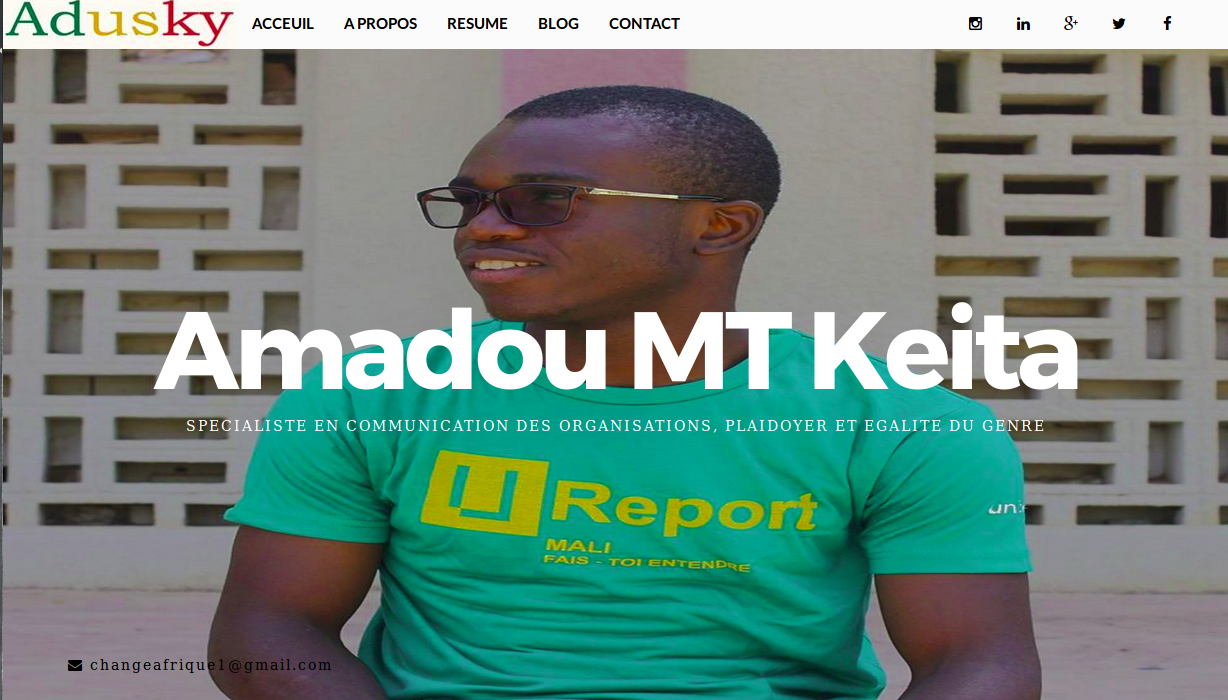 Adusky
ACCEUIL A PROPOS RESUME BLOG CONTACT
Amadou MT Keita
SPECIALISTE EN COMMUNICATION DES ORGANISATIONS, PLAIDOYER ET EGALITE DU GENRE
U Report
MALI
FAIS - TOI ENTENDRE
changeafrique1@gmail.com